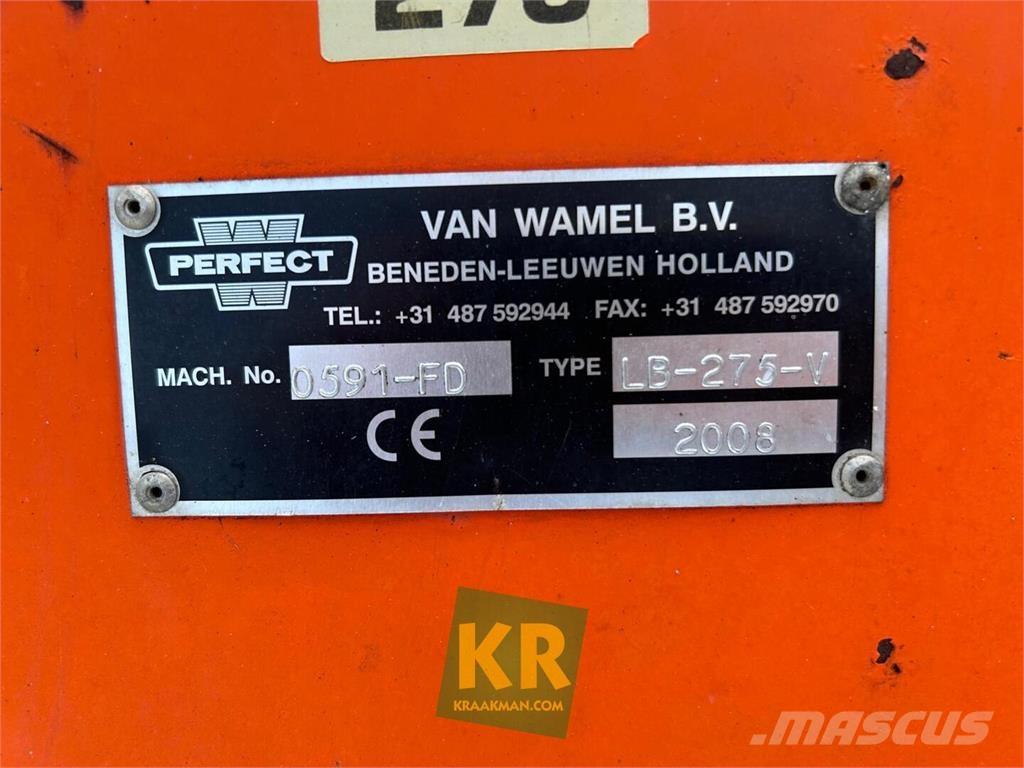 VAN WAMEL B.V.
PERFECT
BENEDEN-LEEUWEN HOLLAND
TEL.: +31 487 592944 FAX: +31 487 592970
MACH. No. 0591-FD TYPE LB-275-V
CE 2008
KR
KRAAKMAN.COM
MASCUS